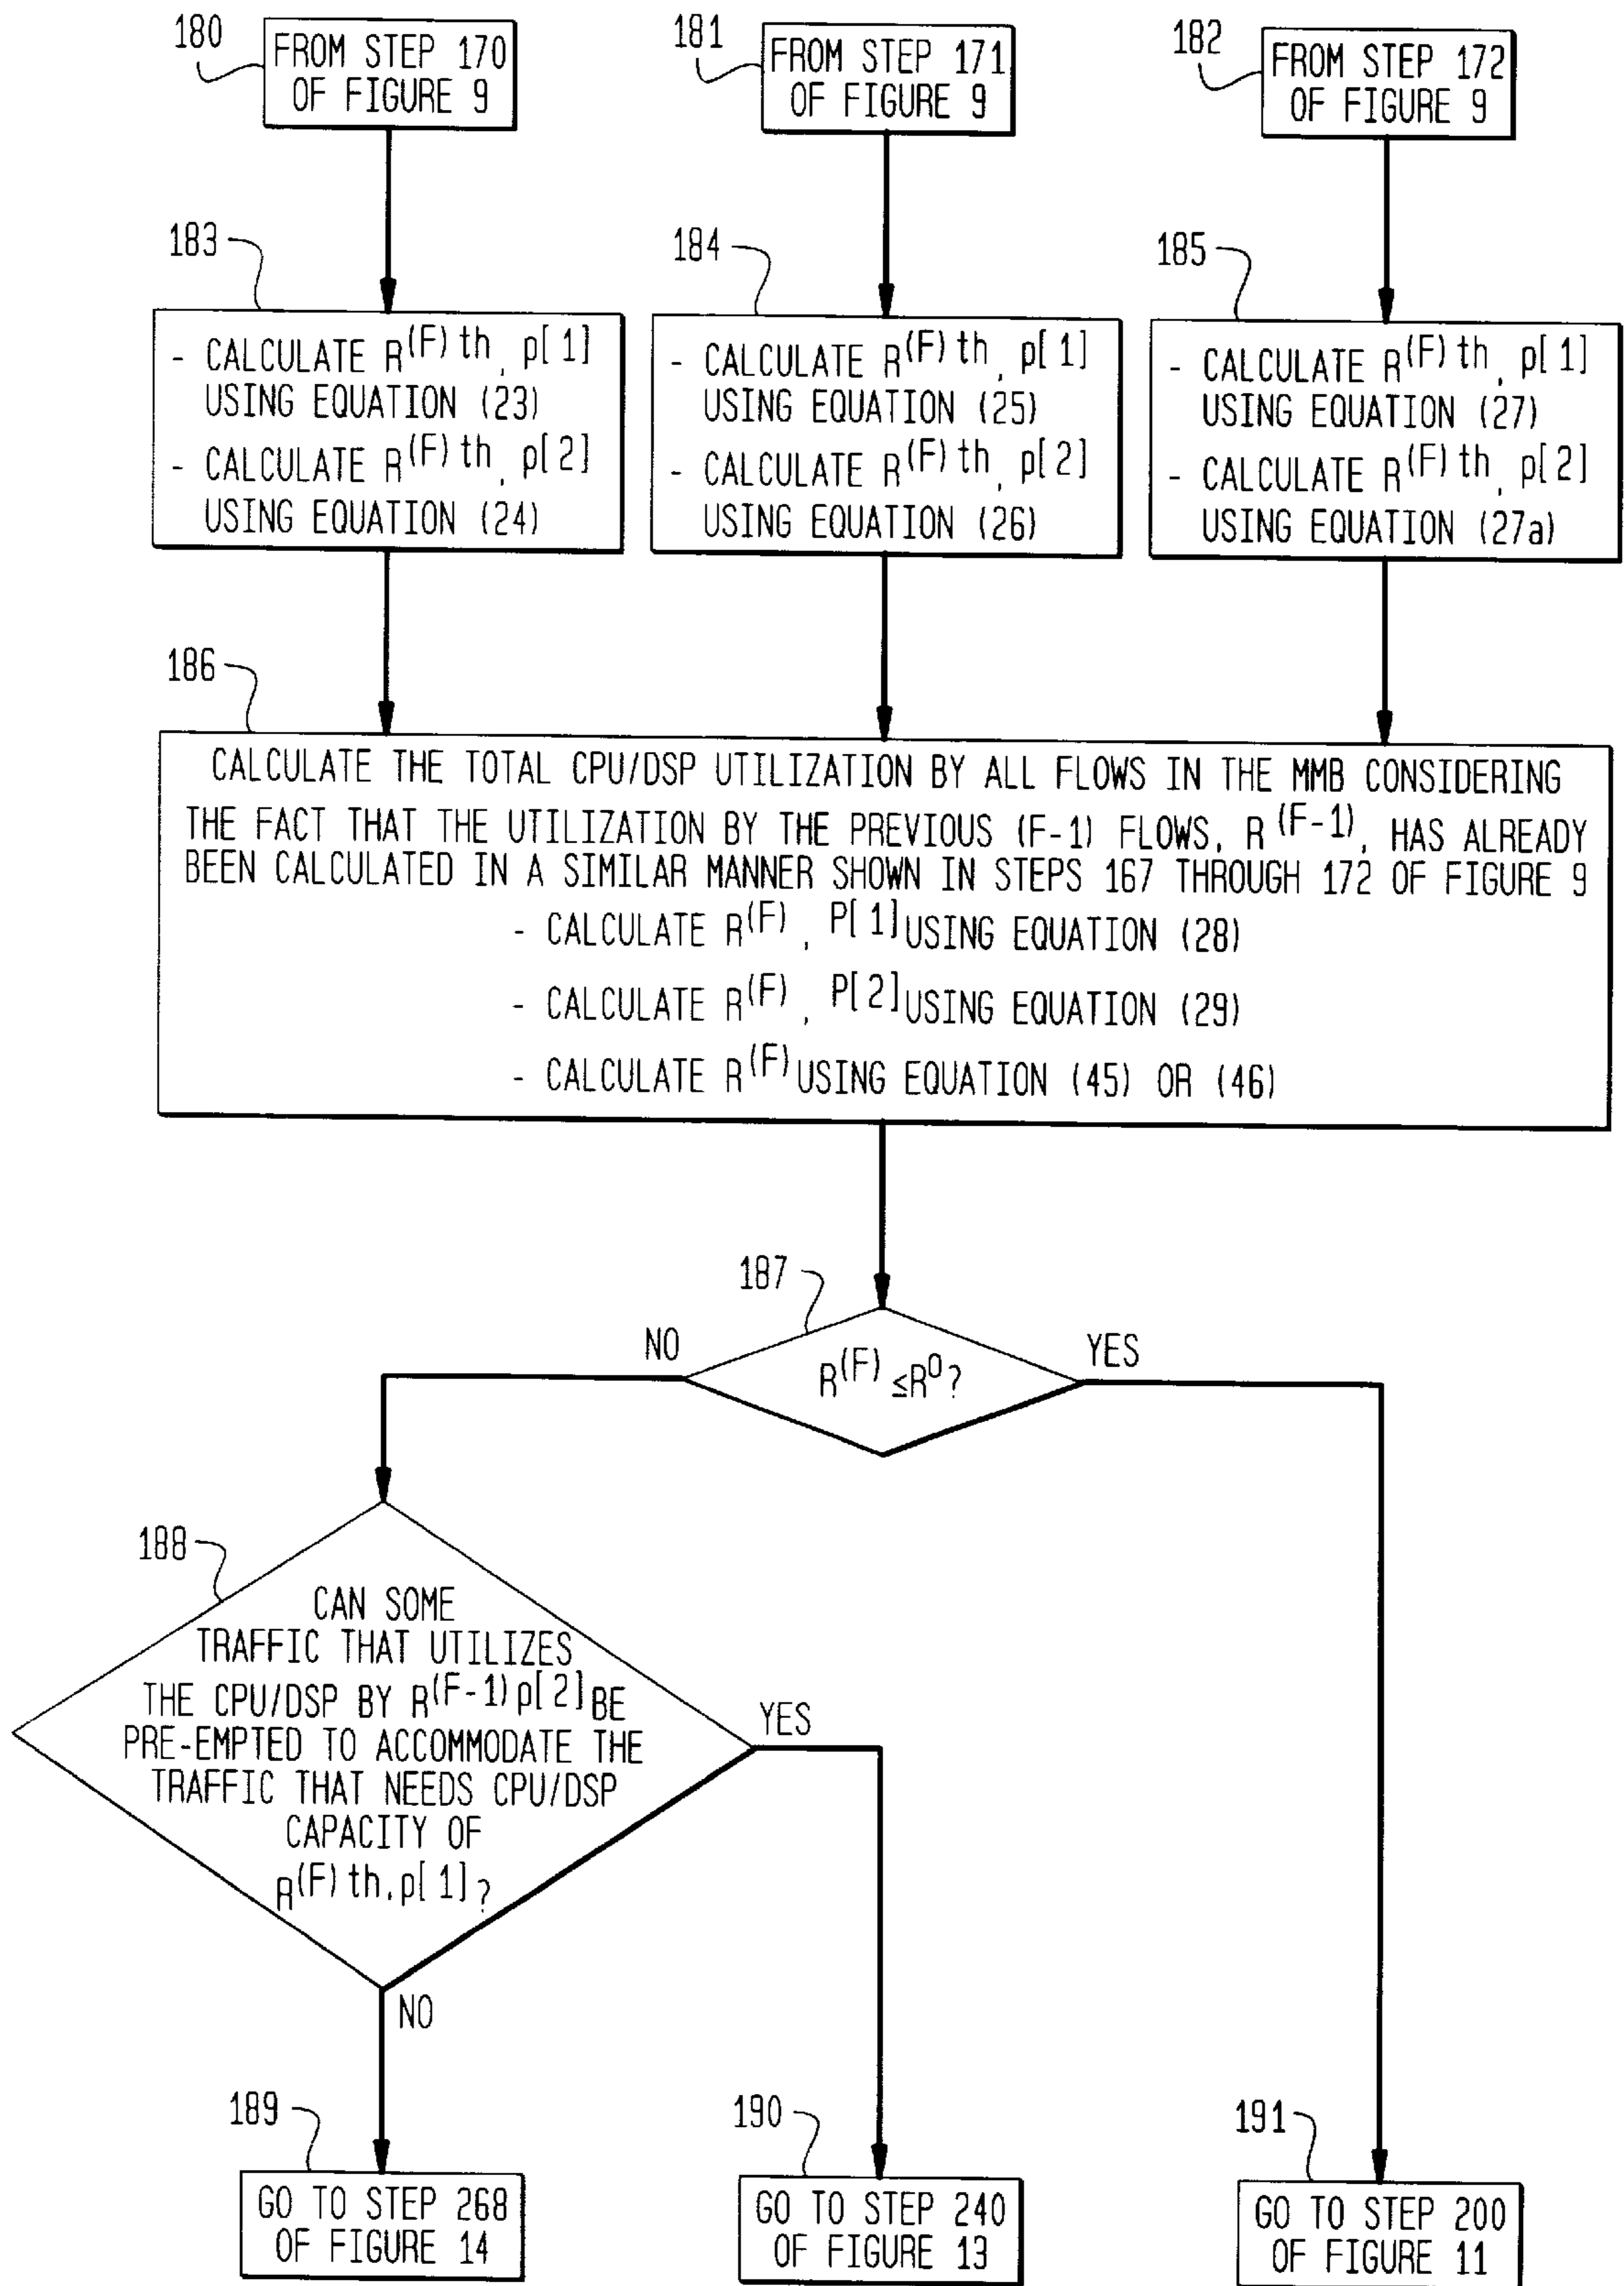 180
FROM STEP 170
OF FIGURE 9
181
FROM STEP 171
OF FIGURE 9
182
FROM STEP 172
OF FIGURE 9
183
- CALCULATE R(F)th, p[1]
USING EQUATION (23)
- CALCULATE R(F)th, p[2]
USING EQUATION (24)
184
- CALCULATE R(F)th, p[1]
USING EQUATION (25)
- CALCULATE R(F)th, p[2]
USING EQUATION (26)
185
- CALCULATE R(F)th, p[1]
USING EQUATION (27)
- CALCULATE R(F)th, p[2]
USING EQUATION (27a)
186
CALCULATE THE TOTAL CPU/DSP UTILIZATION BY ALL FLOWS IN THE MMB CONSIDERING
THE FACT THAT THE UTILIZATION BY THE PREVIOUS (F-1) FLOWS, R(F-1), HAS ALREADY
BEEN CALCULATED IN A SIMILAR MANNER SHOWN IN STEPS 167 THROUGH 172 OF FIGURE 9
- CALCULATE R(F), P[1] USING EQUATION (28)
- CALCULATE R(F), P[2] USING EQUATION (29)
- CALCULATE R(F) USING EQUATION (45) OR (46)
187
NO
R(F) ≤R0?
YES
188
CAN SOME
TRAFFIC THAT UTILIZES
THE CPU/DSP BY R(F-1)p[2] BE
PRE-EMPTED TO ACCOMMODATE THE
TRAFFIC THAT NEEDS CPU/DSP
CAPACITY OF
R(F)th,p[1]?
YES
NO
189
GO TO STEP 268
OF FIGURE 14
190
GO TO STEP 240
OF FIGURE 13
191
GO TO STEP 200
OF FIGURE 11